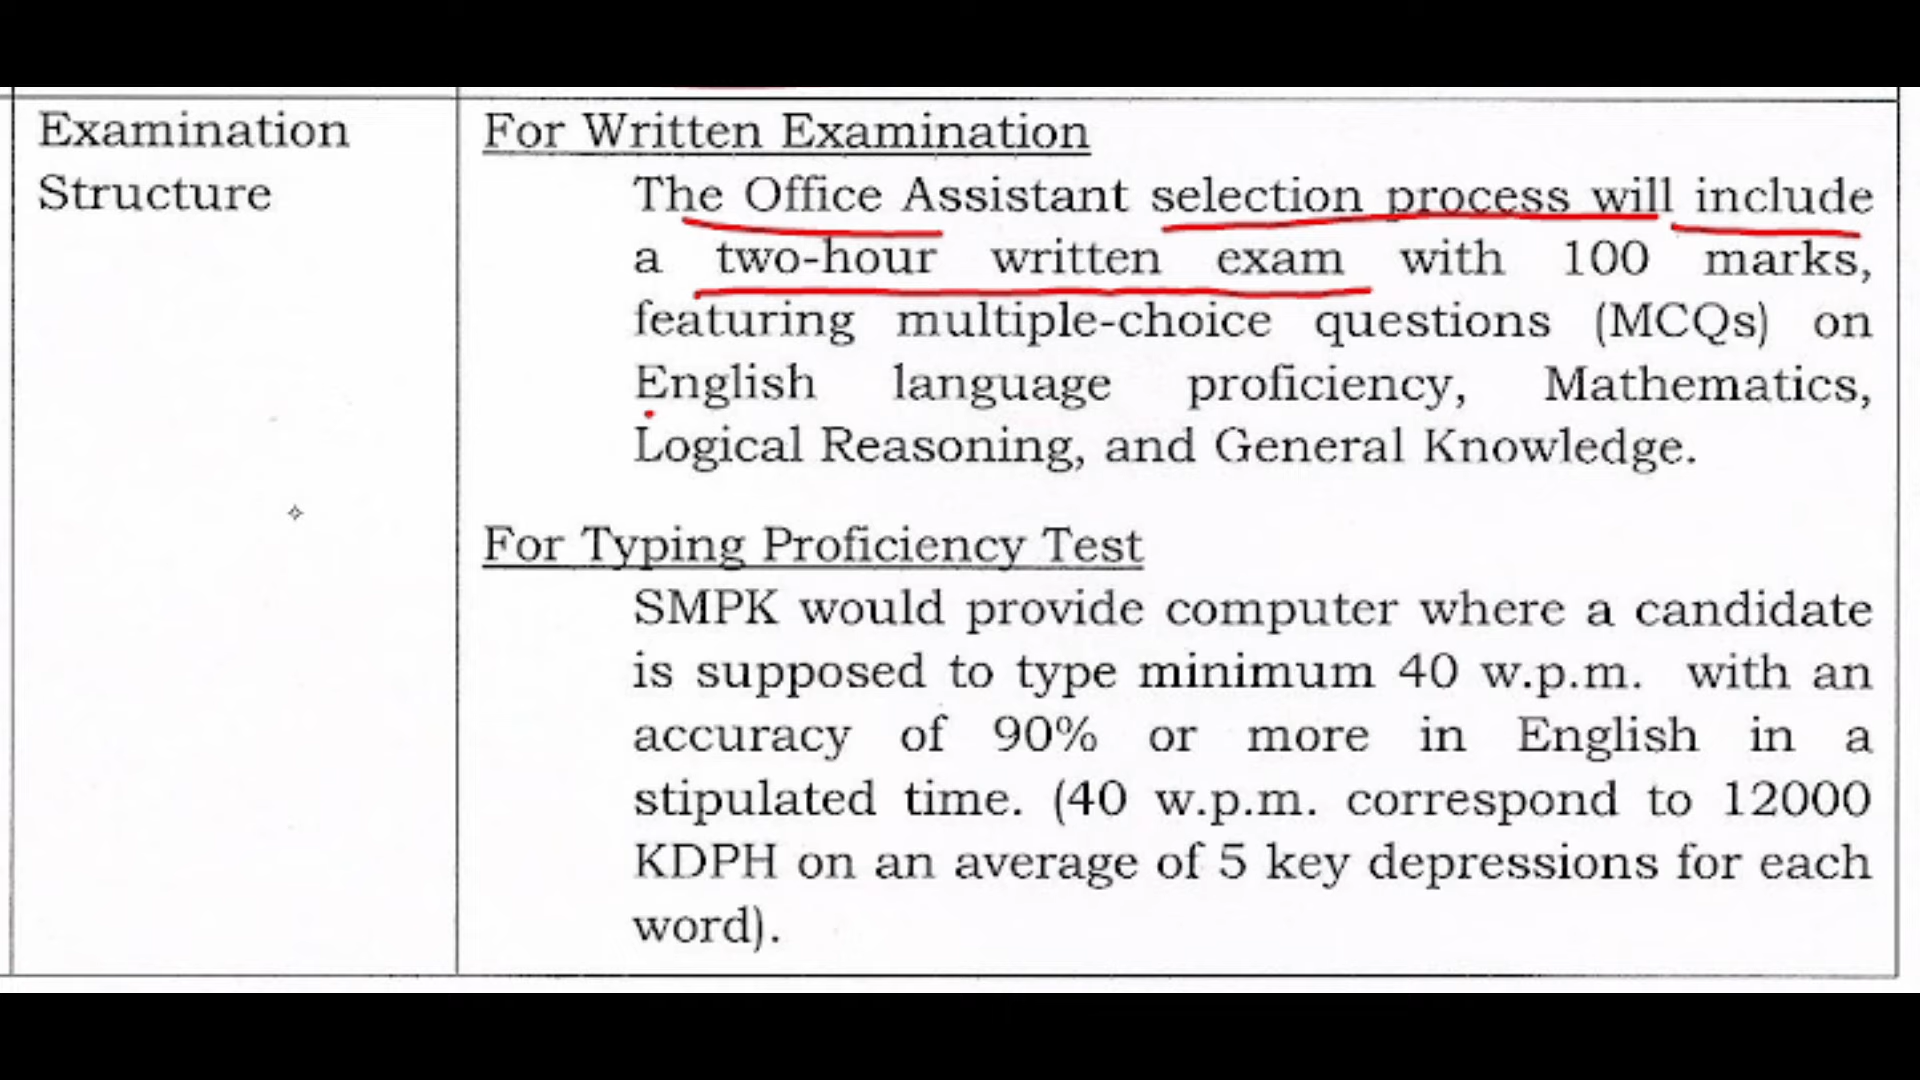 Examination
Structure
For Written Examination
The Office Assistant selection process will include
a two-hour written exam with 100 marks,
featuring multiple-choice questions (MCQs) on
English language proficiency, Mathematics,
Logical Reasoning, and General Knowledge.
For Typing Proficiency Test
SMPK would provide computer where a candidate
is supposed to type minimum 40 w.p.m. with an
accuracy of 90% or more in English in a
stipulated time. (40 w.p.m. correspond to 12000
KDPH on an average of 5 key depressions for each
word).